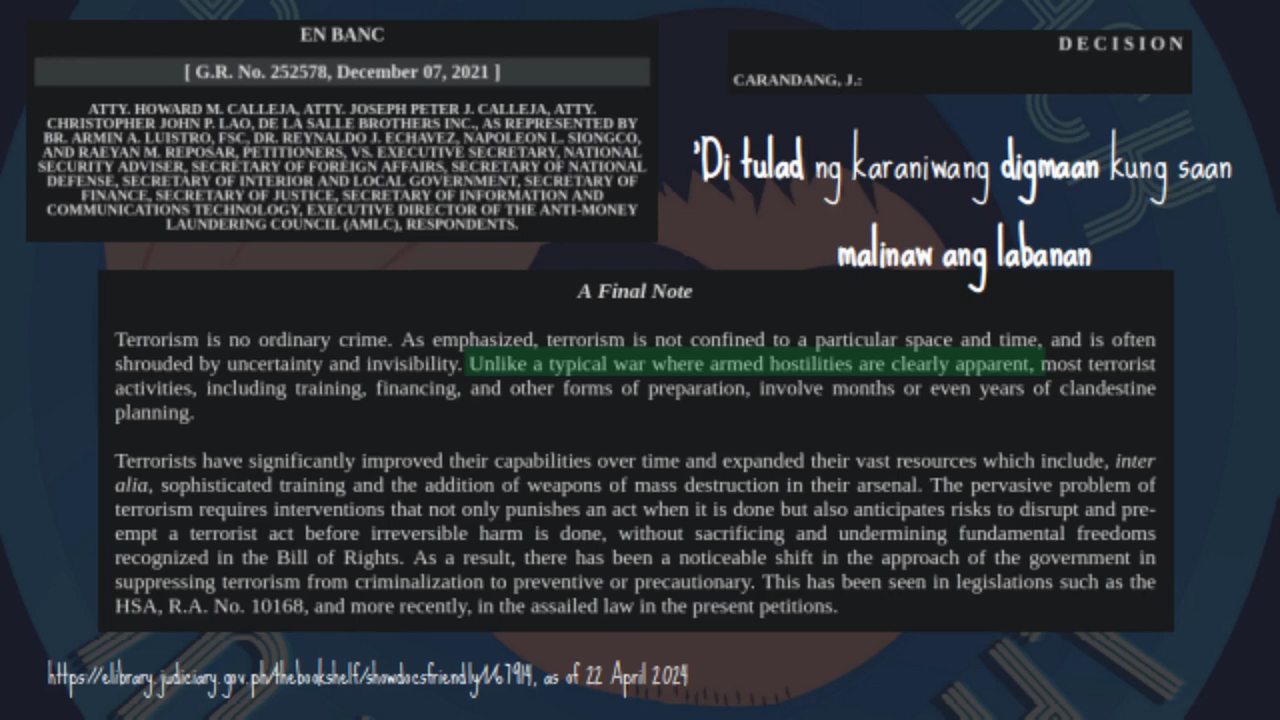 EN BANC
[ G.R. No. 252578, December 07, 2021 ]
ATTY. HOWARD M. CALLEJA, ATTY. JOSEPH PETER J. CALLEJA, ATTY.
CHRISTOPHER JOHN P. LAO, DE LA SALLE BROTHERS INC., AS REPRESENTED BY
BR. ARMIN A. LUISTRO, FSC, DR. REYNALDO J. ECHAVEZ, NAPOLEON L. SIONGCO,
AND RAEYAN M. REPOSAR, PETITIONERS, VS. EXECUTIVE SECRETARY, NATIONAL
SECURITY ADVISER, SECRETARY OF FOREIGN AFFAIRS, SECRETARY OF NATIONAL
DEFENSE, SECRETARY OF INTERIOR AND LOCAL GOVERNMENT, SECRETARY OF
FINANCE, SECRETARY OF JUSTICE, SECRETARY OF INFORMATION AND
COMMUNICATIONS TECHNOLOGY, EXECUTIVE DIRECTOR OF THE ANTI-MONEY
LAUNDERING COUNCIL (AMLC), RESPONDENTS.
DECISION
CARANDANG, J.:
'Di tulad ng karaniwang digmaan kung saan
malinaw ang labanan
A Final Note
Terrorism is no ordinary crime. As emphasized, terrorism is not confined to a particular space and time, and is often
shrouded by uncertainty and invisibility. Unlike a typical war where armed hostilities are clearly apparent, most terrorist
activities, including training, financing, and other forms of preparation, involve months or even years of clandestine
planning.
Terrorists have significantly improved their capabilities over time and expanded their vast resources which include, inter
alia, sophisticated training and the addition of weapons of mass destruction in their arsenal. The pervasive problem of
terrorism requires interventions that not only punishes an act when it is done but also anticipates risks to disrupt and pre-
empt a terrorist act before irreversible harm is done, without sacrificing and undermining fundamental freedoms
recognized in the Bill of Rights. As a result, there has been a noticeable shift in the approach of the government in
suppressing terrorism from criminalization to preventive or precautionary. This has been seen in legislations such as the
HSA, R.A. No. 10168, and more recently, in the assailed law in the present petitions.
as of 22 April 2024